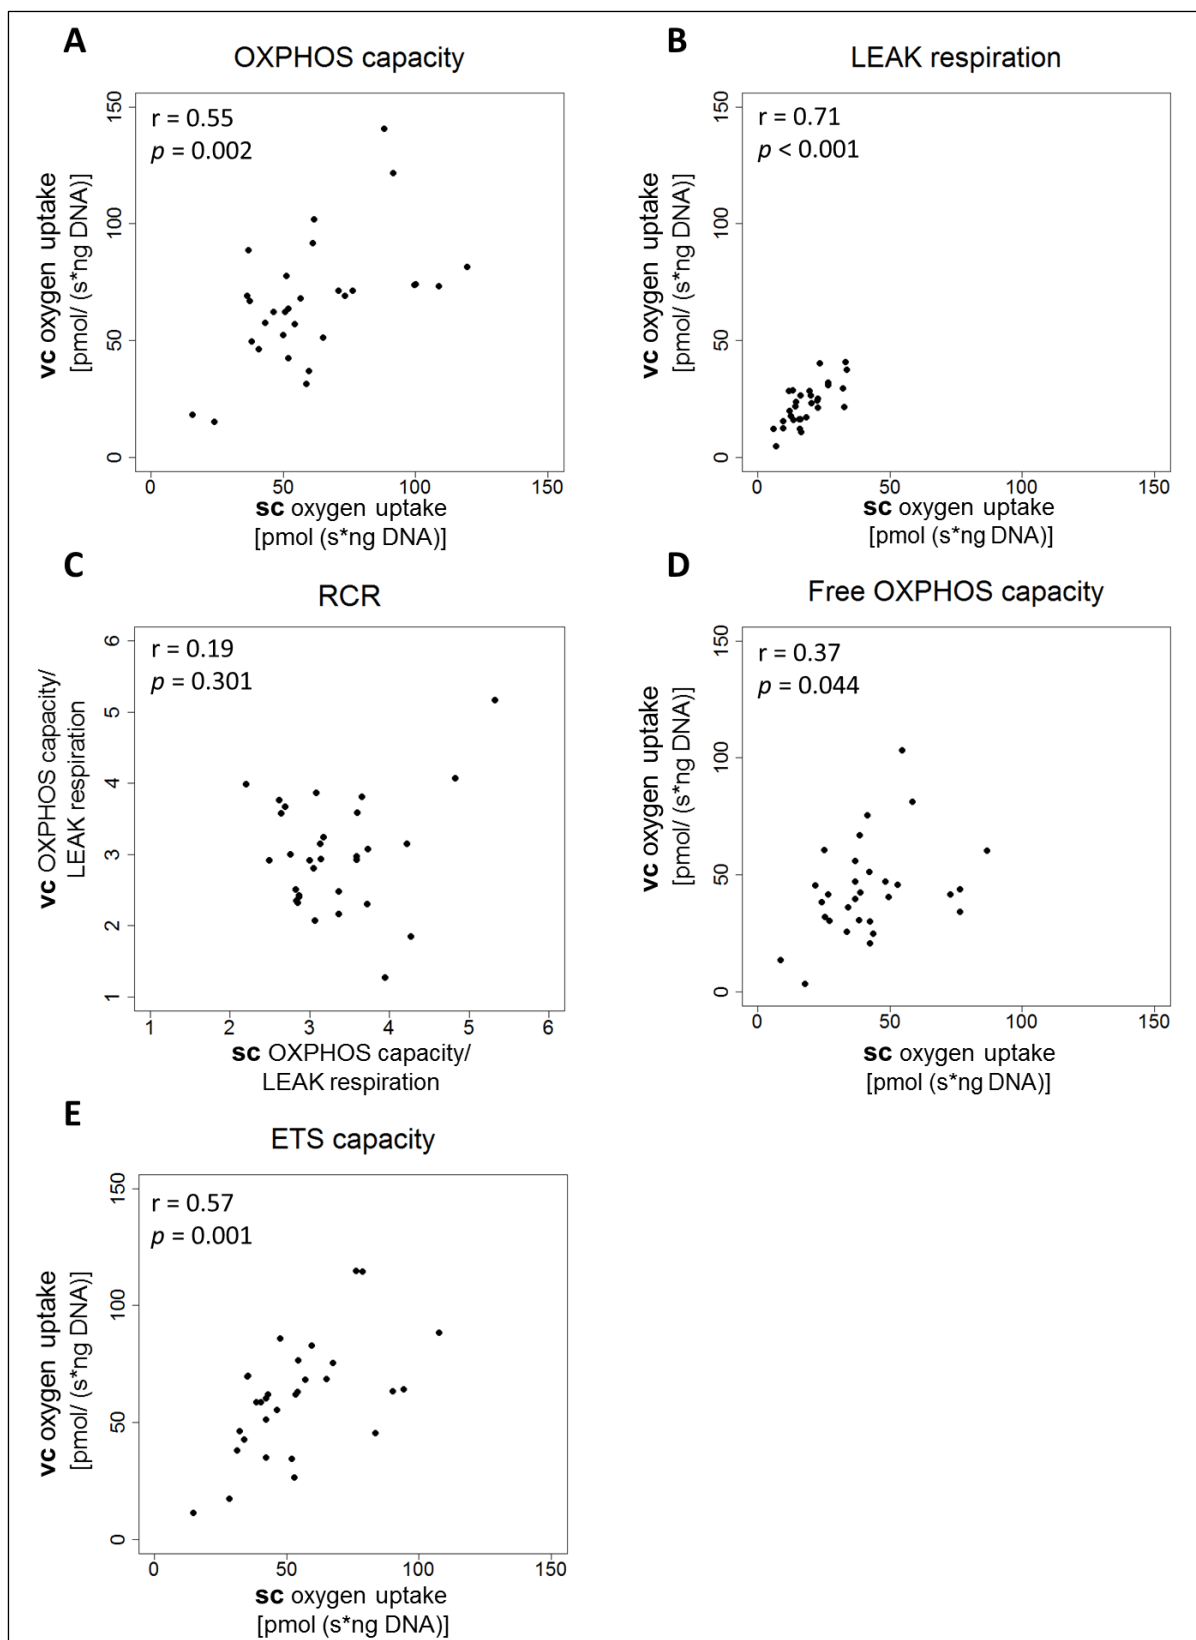 A
OXPHOS capacity
r = 0.55
p = 0.002
150
100
50
0
vc oxygen uptake
[pmol/ (s*ng DNA)]
0 50 100 150
sc oxygen uptake
[pmol (s*ng DNA)]
B
LEAK respiration
r = 0.71
p < 0.001
150
100
50
0
vc oxygen uptake
[pmol/ (s*ng DNA)]
0 50 100 150
sc oxygen uptake
[pmol (s*ng DNA)]
C
RCR
r = 0.19
p = 0.301
6
5
4
3
2
1
vc OXPHOS capacity/
LEAK respiration
1 2 3 4 5 6
sc OXPHOS capacity/
LEAK respiration
D
Free OXPHOS capacity
r = 0.37
p = 0.044
150
100
50
0
vc oxygen uptake
[pmol/ (s*ng DNA)]
0 50 100 150
sc oxygen uptake
[pmol (s*ng DNA)]
E
ETS capacity
r = 0.57
p = 0.001
150
100
50
0
vc oxygen uptake
[pmol/ (s*ng DNA)]
0 50 100 150
sc oxygen uptake
[pmol (s*ng DNA)]